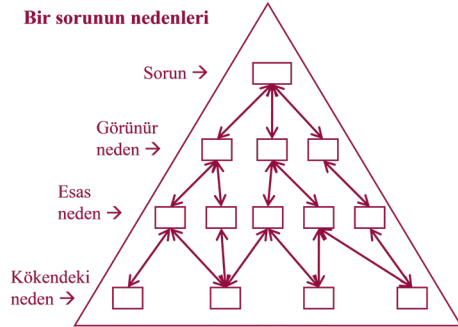 Bir sorunun nedenleri
Sorun →
Görünür
neden →
Esas
neden →
Kökendeki
neden →